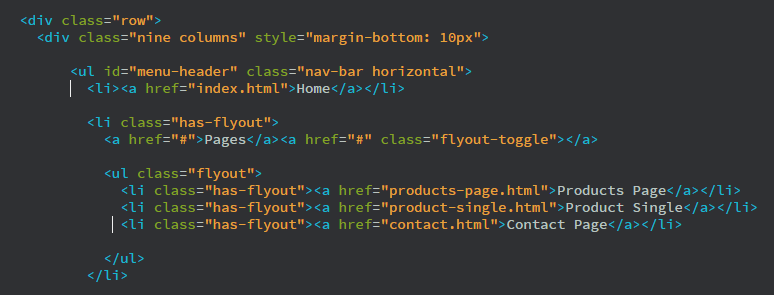 <div class="row">
<div class="nine columns" style="margin-bottom: 10px">
<ul id="menu-header" class="nav-bar horizontal">
<li><a href="index.html">Home</a></li>
<li class="has-flyout">
<a href="#">Pages</a><a href="#" class="flyout-toggle"></a>
<ul class="flyout">
<li class="has-flyout"><a href="products-page.html">Products Page</a></li>
<li class="has-flyout"><a href="product-single.html">Product Single</a></li>
<li class="has-flyout"><a href="contact.html">Contact Page</a></li>
</ul>
</li>